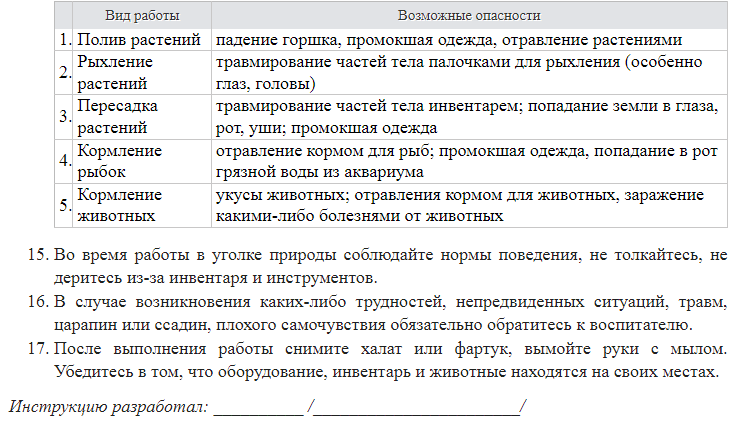 Вид работы Возможные опасности
1. Полив растений падение горшка, промокшая одежда, отравление растениями
2. Рыхление растений травмирование частей тела палочками для рыхления (особенно глаз, головы)
3. Пересадка растений травмирование частей тела инвентарем; попадание земли в глаза, рот, уши; промокшая одежда
4. Кормление рыбок отравление кормом для рыб; промокшая одежда, попадание в рот грязной воды из аквариума
5. Кормление животных укусы животных; отравления кормом для животных, заражение какими-либо болезнями от животных
15. Во время работы в уголке природы соблюдайте нормы поведения, не толкайтесь, не
деритесь из-за инвентаря и инструментов.
16. В случае возникновения каких-либо трудностей, непредвиденных ситуаций, травм,
царапин или ссадин, плохого самочувствия обязательно обратитесь к воспитателю.
17. После выполнения работы снимите халат или фартук, вымойте руки с мылом.
Убедитесь в том, что оборудование, инвентарь и животные находятся на своих местах.
Инструкцию разработал: __________ /_______________________/